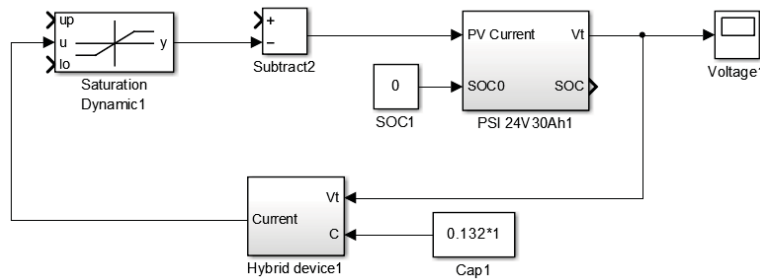 up
u
lo
y
Saturation
Dynamic1
+
−
Subtract2
0
SOC1
PV Current
SOC0
Vt
SOC
PSI 24V30Ah1
Voltage1
Current
Vt
C
Hybrid device1
0.132*1
Cap1